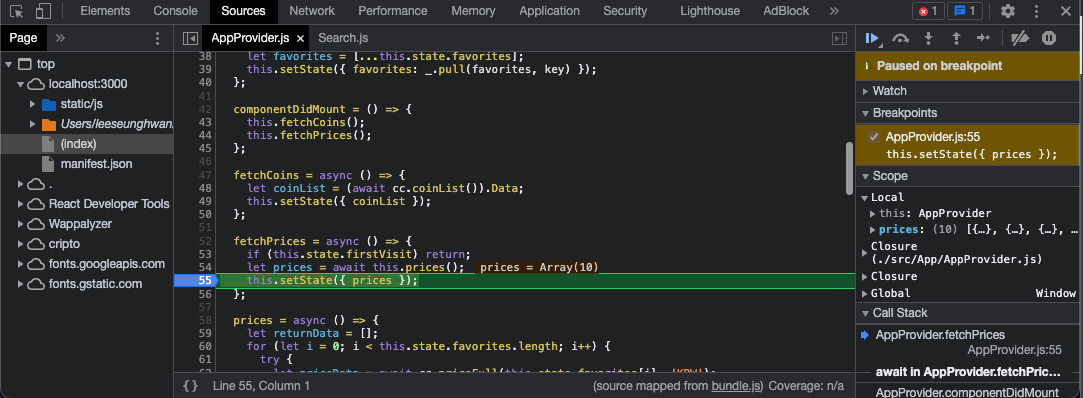 Elements Console Sources Network Performance Memory Application Security Lighthouse AdBlock » 1 1
Page »
top
localhost:3000
static/js
Users/leeseunghwan
(index)
manifest.json
.
React Developer Tools
Wappalyzer
cripto
fonts.googleapis.com
fonts.gstatic.com
AppProvider.js × Search.js
38 let favorites = [...this.state.favorites];
39 this.setState({ favorites: _.pull(favorites, key) });
40 };
41
42 componentDidMount = () => {
43 this.fetchCoins();
44 this.fetchPrices();
45 };
46
47 fetchCoins = async () => {
48 let coinList = (await cc.coinList()).Data;
49 this.setState({ coinList });
50 };
51
52 fetchPrices = async () => {
53 if (this.state.firstVisit) return;
54 let prices = await this.prices(); prices = Array(10)
55 this.setState({ prices });
56 };
57
58 prices = async () => {
59 let returnData = [];
60 for (let i = 0; i < this.state.favorites.length; i++) {
61 try {
{} Line 55, Column 1 (source mapped from bundle.js) Coverage: n/a
Paused on breakpoint
Watch
Breakpoints
AppProvider.js:55
this.setState({ prices });
Scope
Local
this: AppProvider
prices: (10) [{…}, {…}, {…}, …
Closure
(./src/App/AppProvider.js)
Closure
Global Window
Call Stack
AppProvider.fetchPrices
AppProvider.js:55
await in AppProvider.fetchPric…
AppProvider.componentDidMount